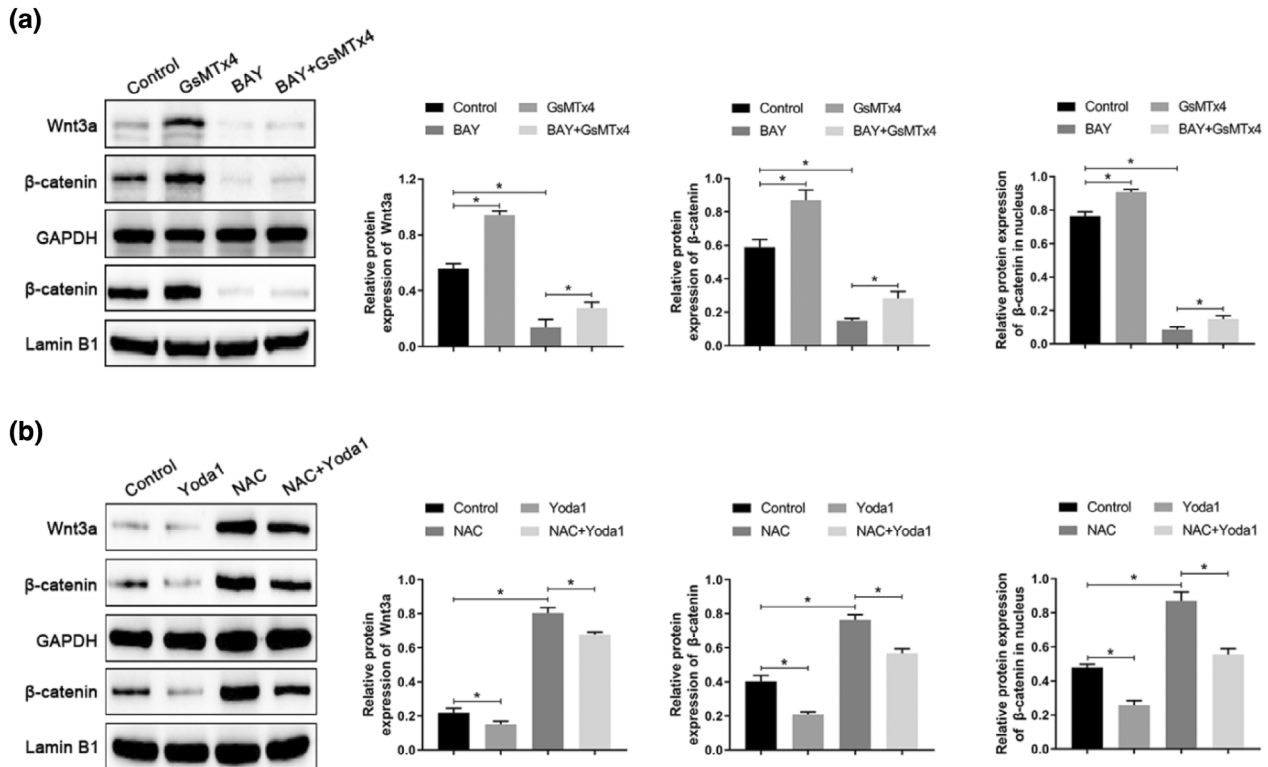 (a)
Control GsMTx4 BAY BAY+GsMTx4
Wnt3a
β-catenin
GAPDH
β-catenin
Lamin B1
Control GsMTx4
BAY BAY+GsMTx4
Relative protein
expression of Wnt3a
1.2
0.8
0.4
0.0
* * *
Control GsMTx4
BAY BAY+GsMTx4
Relative protein
expression of β-catenin
1.0
0.8
0.6
0.4
0.2
0.0
* * *
Control GsMTx4
BAY BAY+GsMTx4
Relative protein expression
of β-catenin in nucleus
1.0
0.8
0.6
0.4
0.2
0.0
* * *
(b)
Control Yoda1 NAC NAC+Yoda1
Wnt3a
β-catenin
GAPDH
β-catenin
Lamin B1
Control Yoda1
NAC NAC+Yoda1
Relative protein
expression of Wnt3a
1.0
0.8
0.6
0.4
0.2
0.0
* * *
Control Yoda1
NAC NAC+Yoda1
Relative protein
expression of β-catenin
1.0
0.8
0.6
0.4
0.2
0.0
* * *
Control Yoda1
NAC NAC+Yoda1
Relative protein expression
of β-catenin in nucleus
1.0
0.8
0.6
0.4
0.2
0.0
* * *